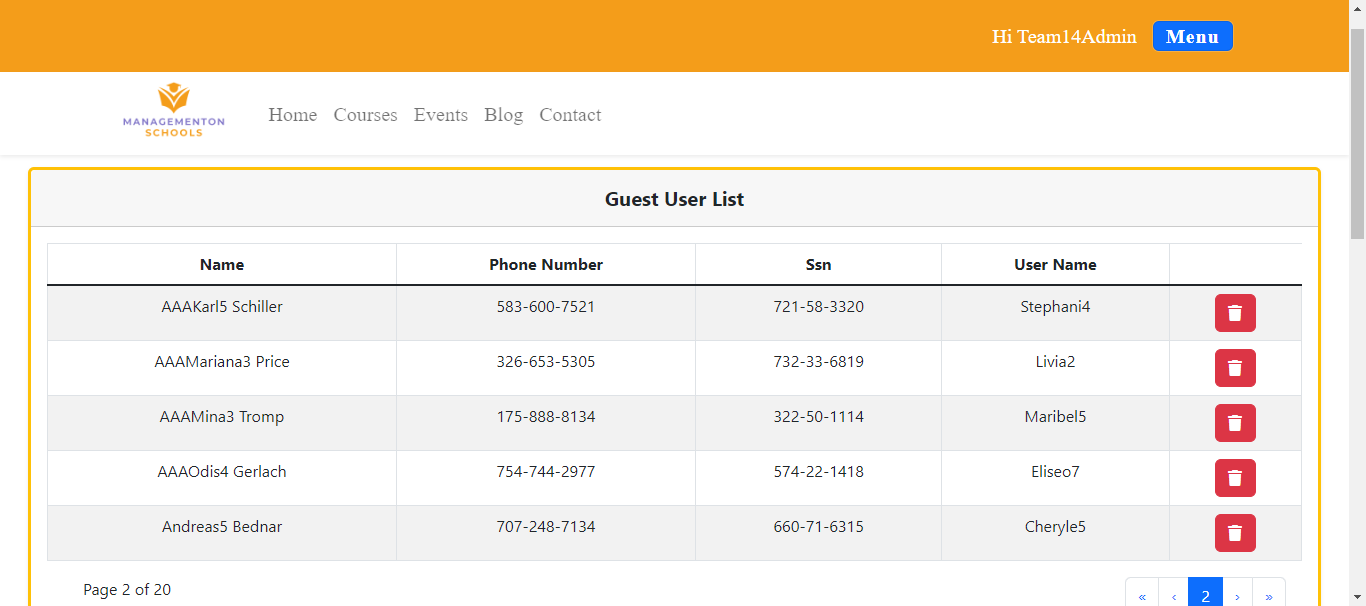 Hi Team14Admin Menu
MANAGEMENTON
SCHOOLS
Home Courses Events Blog Contact
Guest User List
Name Phone Number Ssn User Name
AAAKarl5 Schiller 583-600-7521 721-58-3320 Stephani4
AAAMariana3 Price 326-653-5305 732-33-6819 Livia2
AAAMina3 Tromp 175-888-8134 322-50-1114 Maribel5
AAAOdis4 Gerlach 754-744-2977 574-22-1418 Eliseo7
Andreas5 Bednar 707-248-7134 660-71-6315 Cheryle5
Page 2 of 20 « ‹ 2 › »